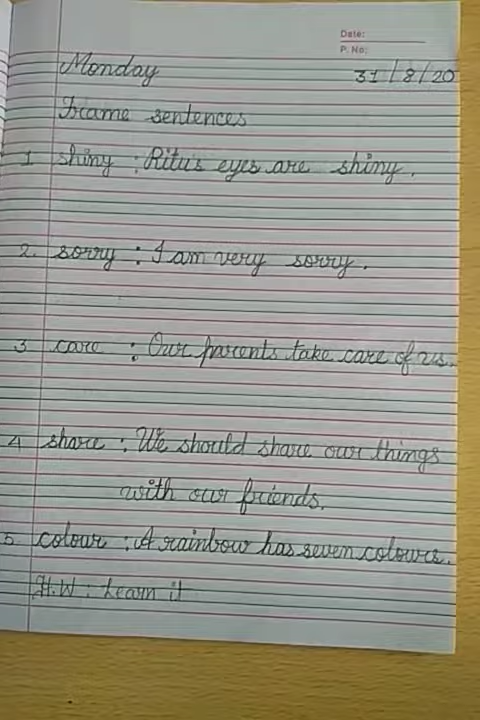 Date:
P. No:
Monday 31/8/20
Frame sentences
1. shiny : Ritu's eyes are shiny.
2. sorry : I am very sorry.
3 care : Our parents take care of us.
4 share : We should share our things
with our friends.
5. colour : A rainbow has seven colours.
H.W : Learn it